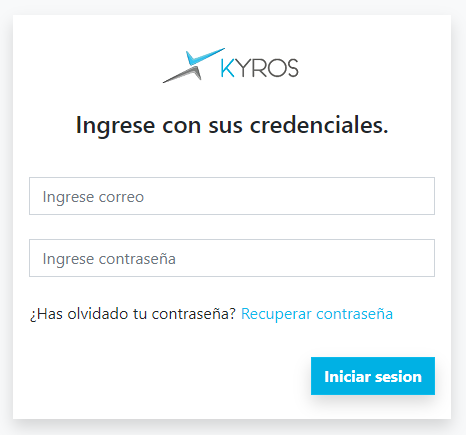 KYROS
Ingrese con sus credenciales.
Ingrese correo
Ingrese contraseña
¿Has olvidado tu contraseña? Recuperar contraseña
Iniciar sesion